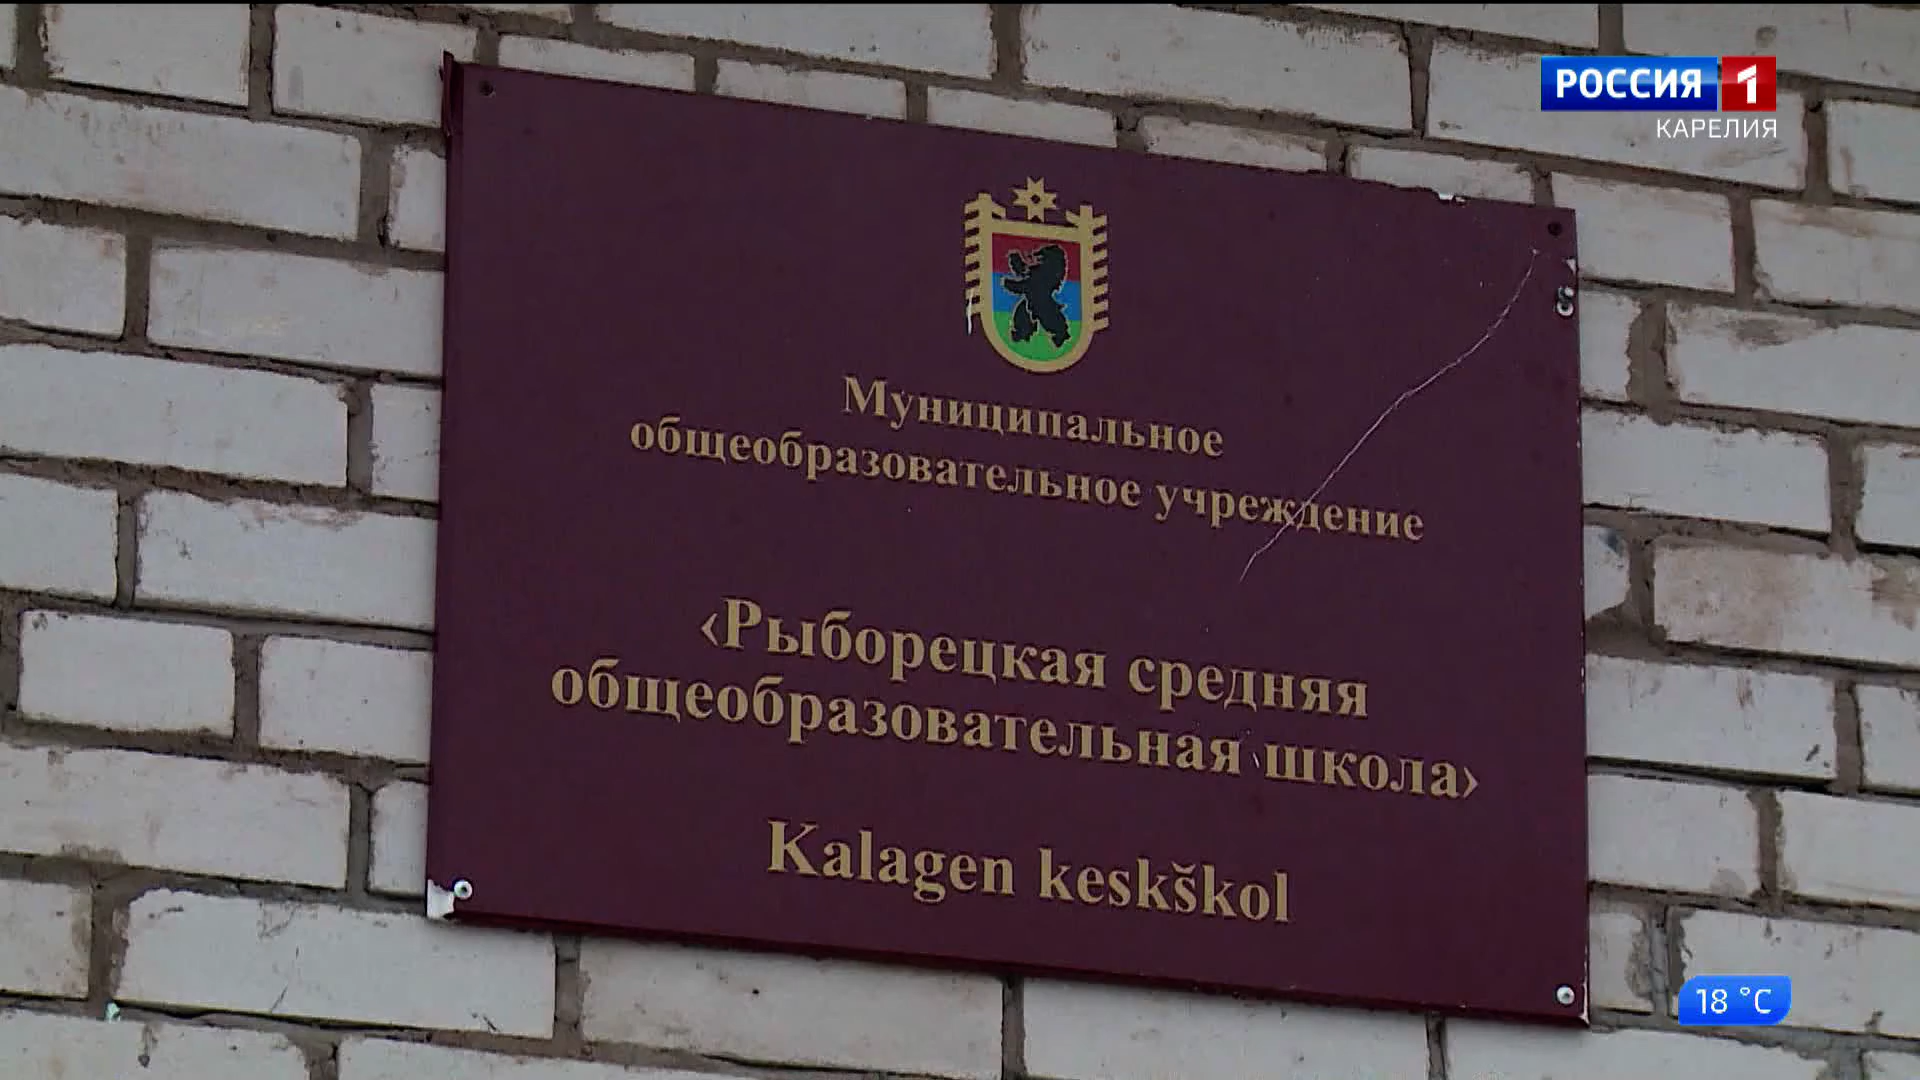 РОССИЯ 1
КАРЕЛИЯ
Муниципальное
общеобразовательное учреждение
‹Рыборецкая средняя
общеобразовательная школа›
Kalagen keskškol
18 °C